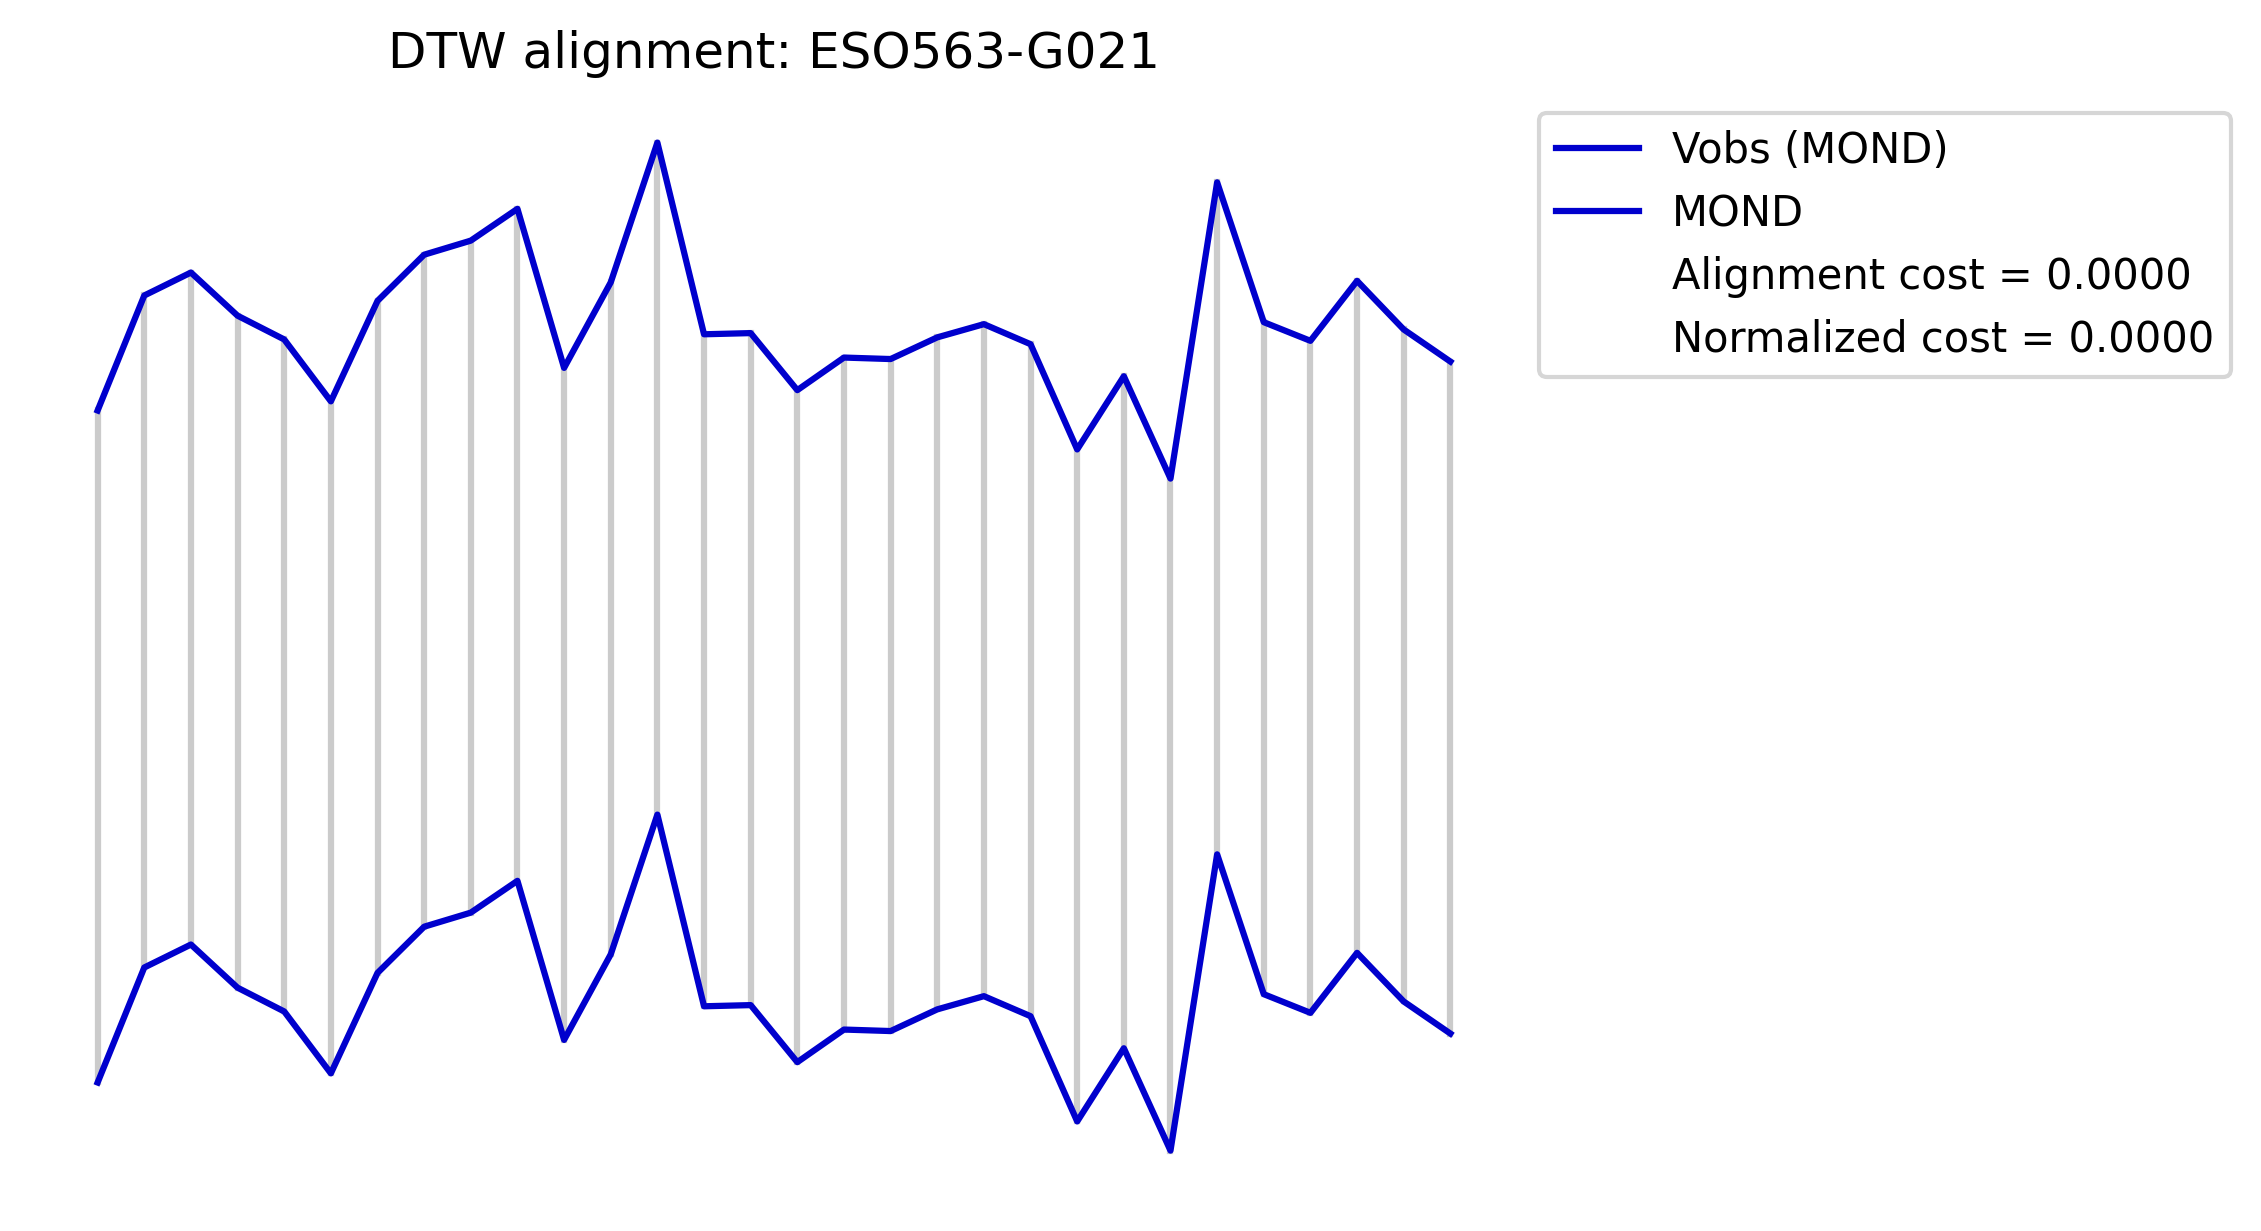 DTW alignment: ESO563-G021
Vobs (MOND)
MOND
Alignment cost = 0.0000
Normalized cost = 0.0000